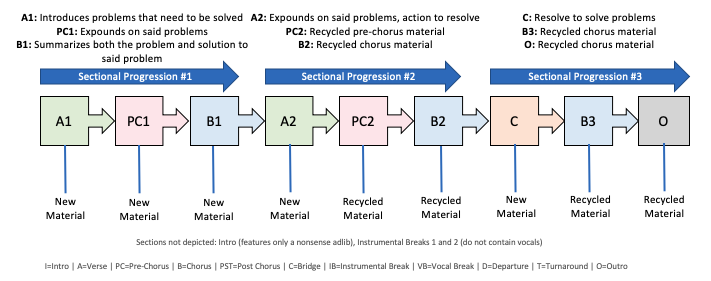 A1: Introduces problems that need to be solved
PC1: Expounds on said problems
B1: Summarizes both the problem and solution to
said problem
A2: Expounds on said problems, action to resolve
PC2: Recycled pre-chorus material
B2: Recycled chorus material
C: Resolve to solve problems
B3: Recycled chorus material
O: Recycled chorus material
Sectional Progression #1
Sectional Progression #2
Sectional Progression #3
A1
PC1
B1
A2
PC2
B2
C
B3
O
New
Material
New
Material
New
Material
New
Material
Recycled
Material
Recycled
Material
New
Material
Recycled
Material
Recycled
Material
Sections not depicted: Intro (features only a nonsense adlib), Instrumental Breaks 1 and 2 (do not contain vocals)
I=Intro | A=Verse | PC=Pre-Chorus | B=Chorus | PST=Post Chorus | C=Bridge | IB=Instrumental Break | VB=Vocal Break | D=Departure | T=Turnaround | O=Outro